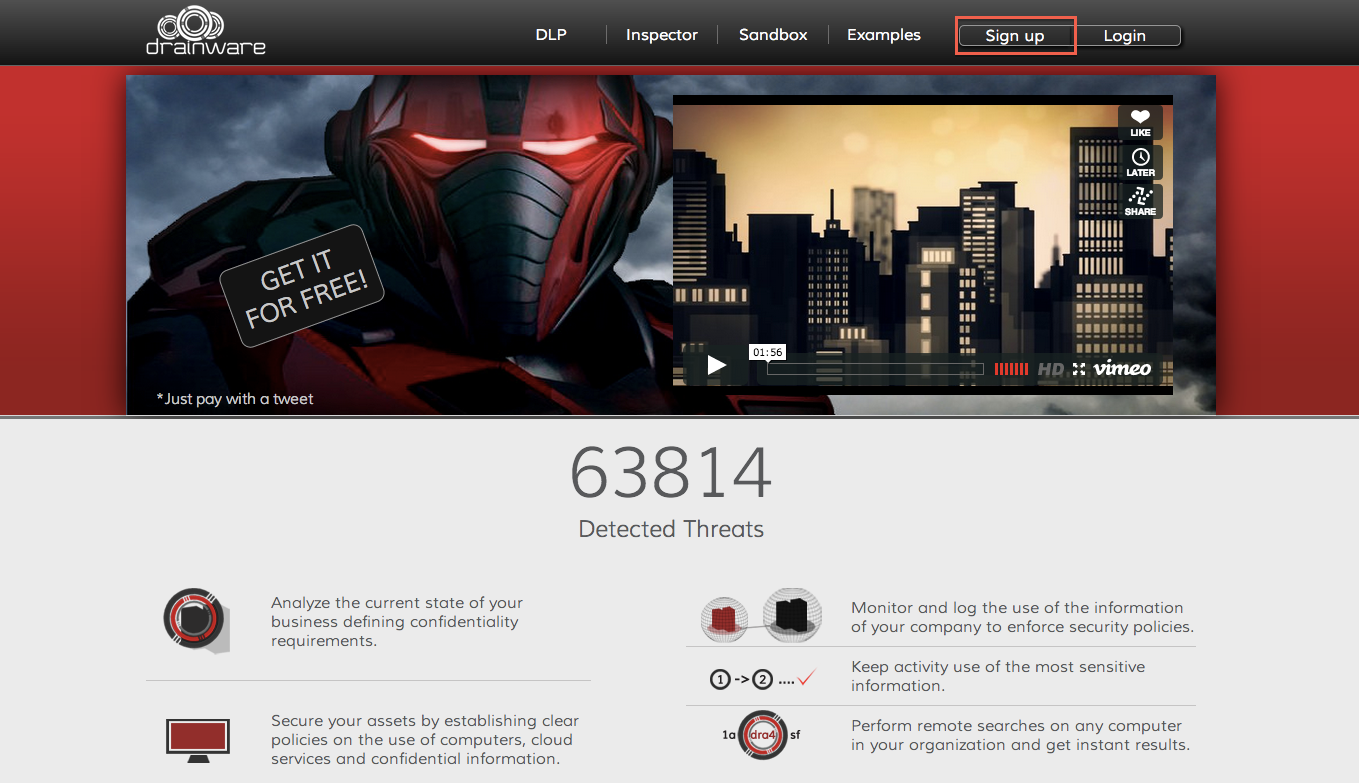 drainware
DLP
Inspector
Sandbox
Examples
Sign up
Login
GET IT
FOR FREE!
*Just pay with a tweet
LIKE
LATER
SHARE
01:56
HD
vimeo
63814
Detected Threats
Analyze the current state of your
business defining confidentiality
requirements.
Secure your assets by establishing clear
policies on the use of computers, cloud
services and confidential information.
Monitor and log the use of the information
of your company to enforce security policies.
1->2 ....
Keep activity use of the most sensitive
information.
1a dra4 sf
Perform remote searches on any computer
in your organization and get instant results.